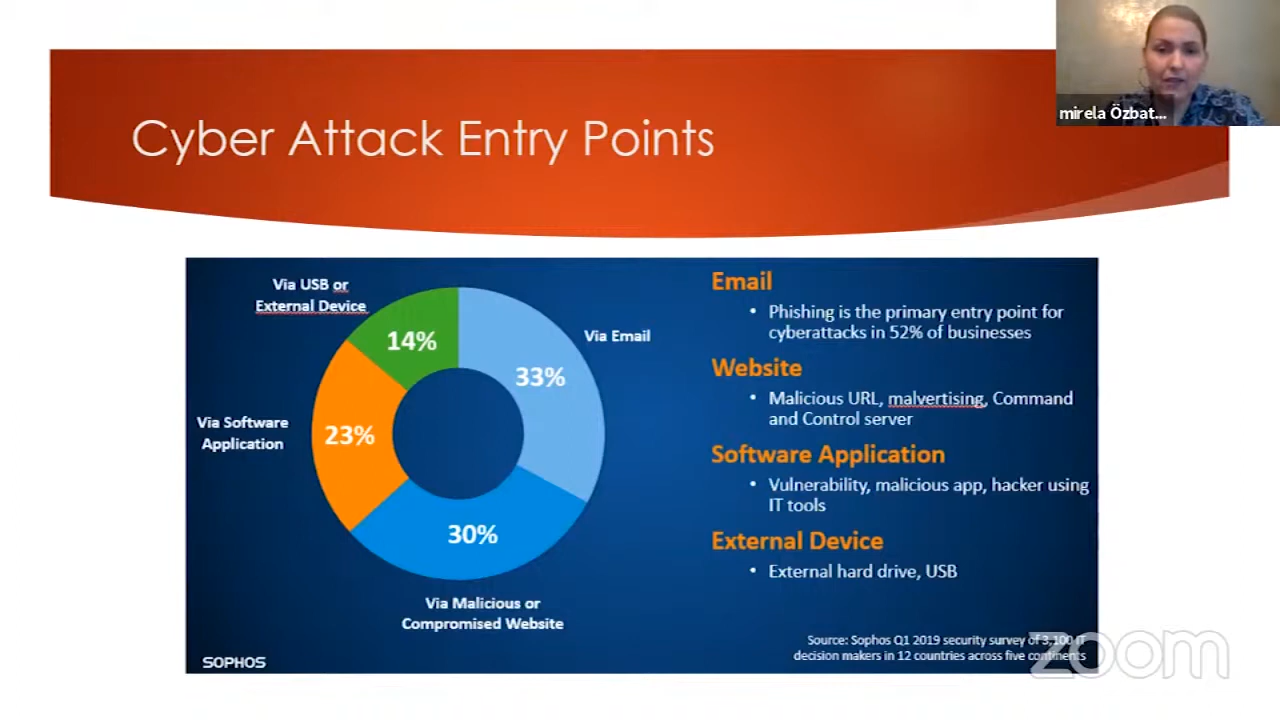 mirela Özbat...
Cyber Attack Entry Points
Via USB or
External Device
14%
Via Email
33%
Via Software
Application
23%
30%
Via Malicious or
Compromised Website
SOPHOS
Email
• Phishing is the primary entry point for
cyberattacks in 52% of businesses
Website
• Malicious URL, malvertising, Command
and Control server
Software Application
• Vulnerability, malicious app, hacker using
IT tools
External Device
• External hard drive, USB
Source: Sophos Q1 2019 security survey of 3,100 IT
decision makers in 12 countries across five continents
zoom